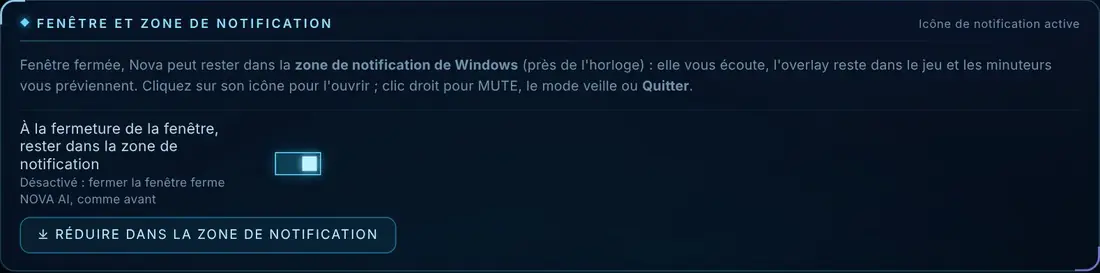 FENÊTRE ET ZONE DE NOTIFICATION
Icône de notification active
Fenêtre fermée, Nova peut rester dans la zone de notification de Windows (près de l'horloge) : elle vous écoute, l'overlay reste dans le jeu et les minuteurs
vous préviennent. Cliquez sur son icône pour l'ouvrir ; clic droit pour MUTE, le mode veille ou Quitter.
À la fermeture de la fenêtre,
rester dans la zone de
notification
Désactivé : fermer la fenêtre ferme
NOVA AI, comme avant
RÉDUIRE DANS LA ZONE DE NOTIFICATION